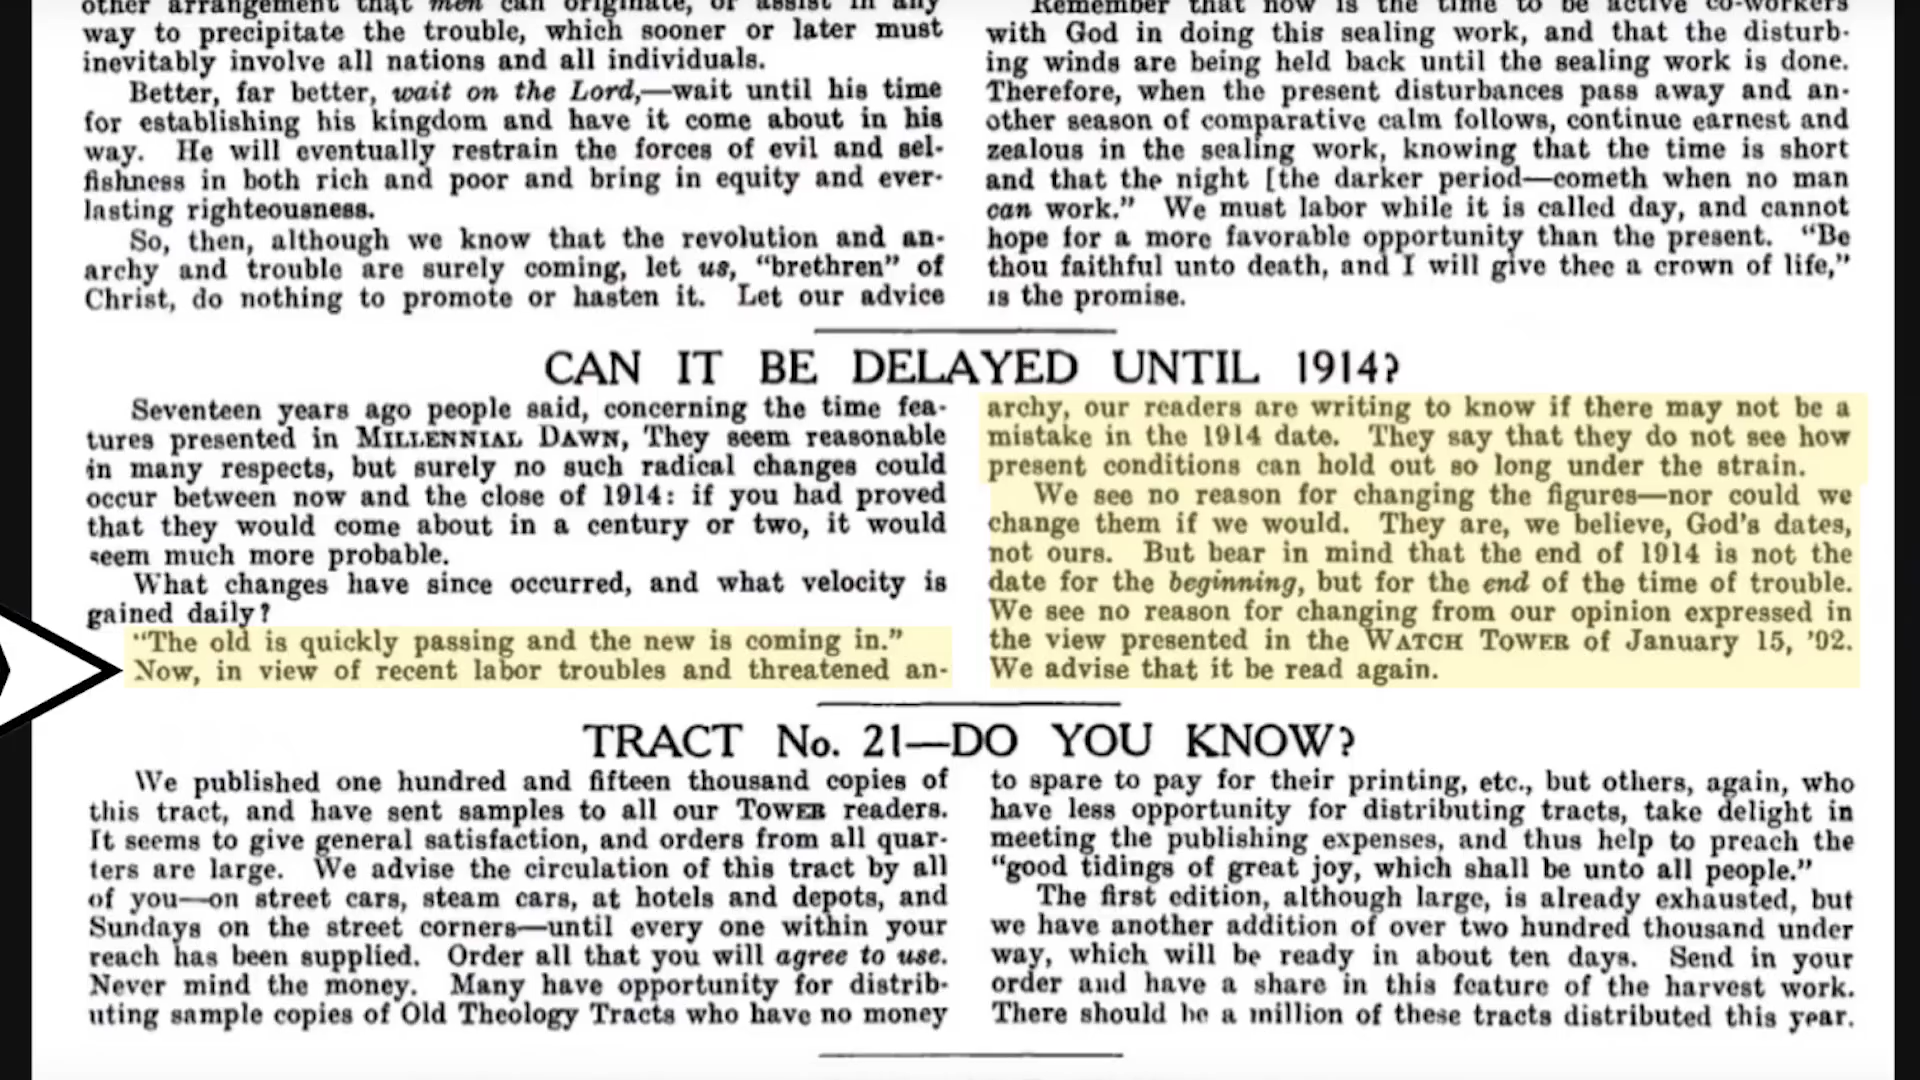 other arrangement that men can originate, or assist in any
way to precipitate the trouble, which sooner or later must
inevitably involve all nations and all individuals.
Better, far better, wait on the Lord,—wait until his time
for establishing his kingdom and have it come about in his
way. He will eventually restrain the forces of evil and sel-
fishness in both rich and poor and bring in equity and ever-
lasting righteousness.
So, then, although we know that the revolution and an-
archy and trouble are surely coming, let us, “brethren” of
Christ, do nothing to promote or hasten it. Let our advice
Remember that now is the time to be active co-workers
with God in doing this sealing work, and that the disturb-
ing winds are being held back until the sealing work is done.
Therefore, when the present disturbances pass away and an-
other season of comparative calm follows, continue earnest and
zealous in the sealing work, knowing that the time is short
and that the night [the darker period—cometh when no man
can work.” We must labor while it is called day, and cannot
hope for a more favorable opportunity than the present. “Be
thou faithful unto death, and I will give thee a crown of life,”
is the promise.
CAN IT BE DELAYED UNTIL 1914?
Seventeen years ago people said, concerning the time fea-
tures presented in MILLENNIAL DAWN, They seem reasonable
in many respects, but surely no such radical changes could
occur between now and the close of 1914: if you had proved
that they would come about in a century or two, it would
seem much more probable.
What changes have since occurred, and what velocity is
gained daily?
“The old is quickly passing and the new is coming in.”
Now, in view of recent labor troubles and threatened an-
archy, our readers are writing to know if there may not be a
mistake in the 1914 date. They say that they do not see how
present conditions can hold out so long under the strain.
We see no reason for changing the figures—nor could we
change them if we would. They are, we believe, God's dates,
not ours. But bear in mind that the end of 1914 is not the
date for the beginning, but for the end of the time of trouble.
We see no reason for changing from our opinion expressed in
the view presented in the WATCH TOWER of January 15, '92.
We advise that it be read again.
TRACT No. 21—DO YOU KNOW?
We published one hundred and fifteen thousand copies of
this tract, and have sent samples to all our TOWER readers.
It seems to give general satisfaction, and orders from all quar-
ters are large. We advise the circulation of this tract by all
of you—on street cars, steam cars, at hotels and depots, and
Sundays on the street corners—until every one within your
reach has been supplied. Order all that you will agree to use.
Never mind the money. Many have opportunity for distrib-
uting sample copies of Old Theology Tracts who have no money
to spare to pay for their printing, etc., but others, again, who
have less opportunity for distributing tracts, take delight in
meeting the publishing expenses, and thus help to preach the
“good tidings of great joy, which shall be unto all people.”
The first edition, although large, is already exhausted, but
we have another addition of over two hundred thousand under
way, which will be ready in about ten days. Send in your
order and have a share in this feature of the harvest work.
There should be a million of these tracts distributed this year.